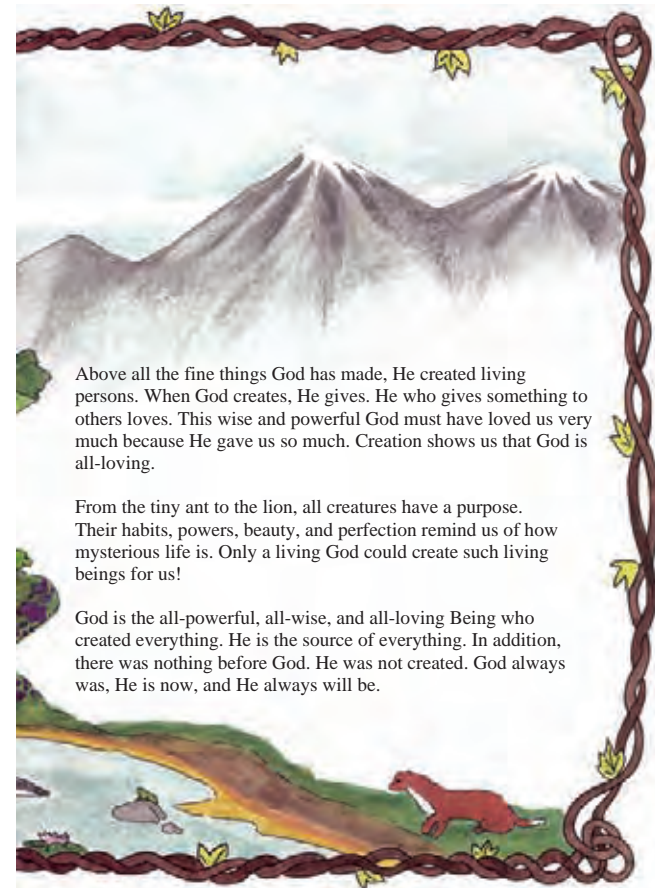 Above all the fine things God has made, He created living
persons. When God creates, He gives. He who gives something to
others loves. This wise and powerful God must have loved us very
much because He gave us so much. Creation shows us that God is
all-loving.
From the tiny ant to the lion, all creatures have a purpose.
Their habits, powers, beauty, and perfection remind us of how
mysterious life is. Only a living God could create such living
beings for us!
God is the all-powerful, all-wise, and all-loving Being who
created everything. He is the source of everything. In addition,
there was nothing before God. He was not created. God always
was, He is now, and He always will be.